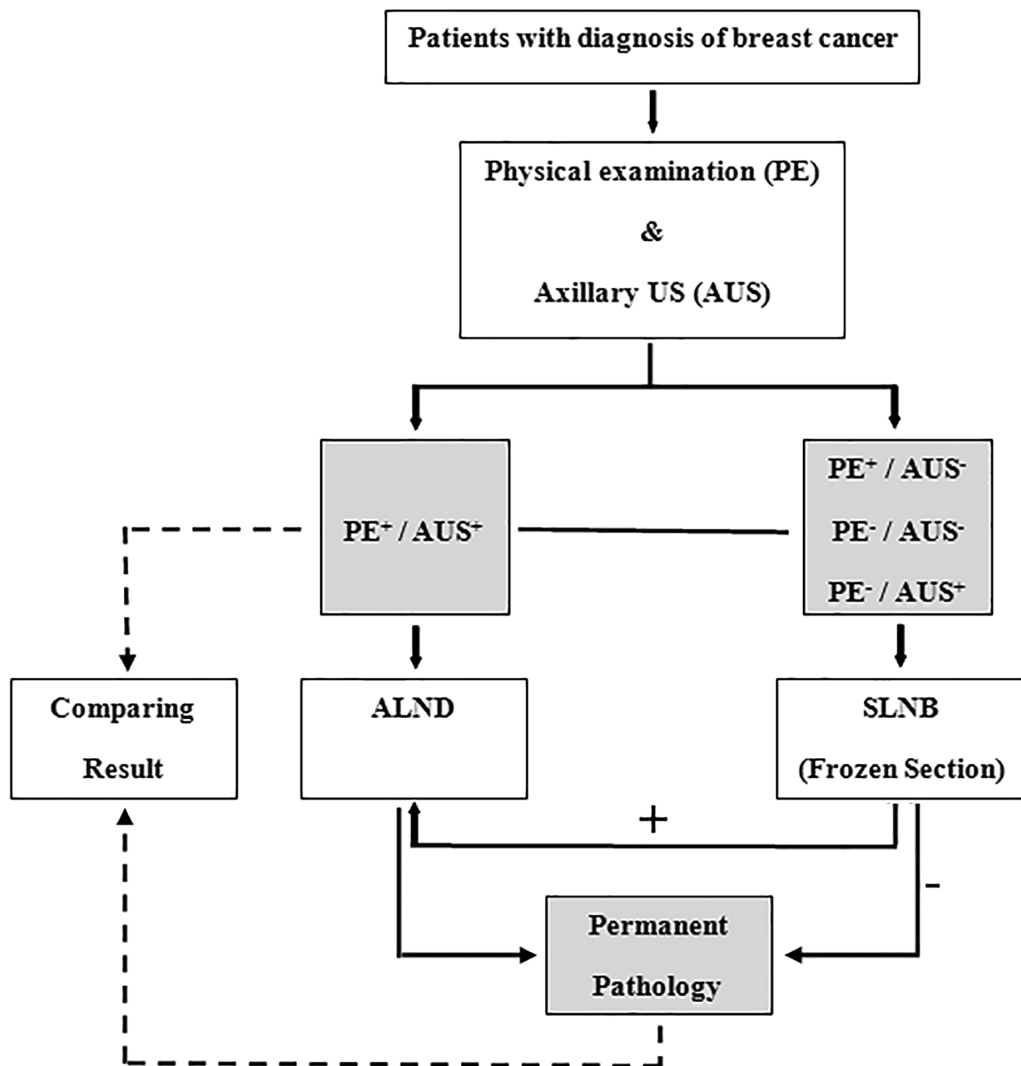 Patients with diagnosis of breast cancer
Physical examination (PE)
&
Axillary US (AUS)
PE⁺ / AUS⁺
PE⁺ / AUS⁻
PE⁻ / AUS⁻
PE⁻ / AUS⁺
Comparing
Result
ALND
SLNB
(Frozen Section)
+
-
Permanent
Pathology